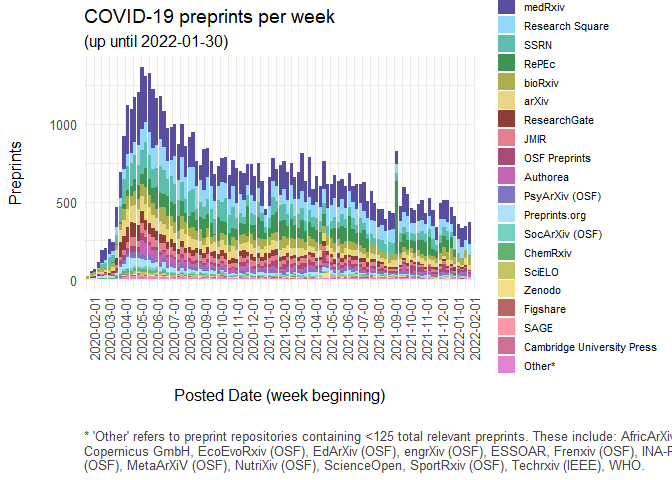 COVID-19 preprints per week
(up until 2022-01-30)
Preprints
1000
500
0
2020-02-01
2020-03-01
2020-04-01
2020-05-01
2020-06-01
2020-07-01
2020-08-01
2020-09-01
2020-10-01
2020-11-01
2020-12-01
2021-01-01
2021-02-01
2021-03-01
2021-04-01
2021-05-01
2021-06-01
2021-07-01
2021-08-01
2021-09-01
2021-10-01
2021-11-01
2021-12-01
2022-01-01
2022-02-01
Posted Date (week beginning)
medRxiv
Research Square
SSRN
RePEc
bioRxiv
arXiv
ResearchGate
JMIR
OSF Preprints
Authorea
PsyArXiv (OSF)
Preprints.org
SocArXiv (OSF)
ChemRxiv
SciELO
Zenodo
Figshare
SAGE
Cambridge University Press
Other*
* 'Other' refers to preprint repositories containing <125 total relevant preprints. These include: AfricArXiv
Copernicus GmbH, EcoEvoRxiv (OSF), EdArXiv (OSF), engrXiv (OSF), ESSOAR, Frenxiv (OSF), INA-R
(OSF), MetaArXiV (OSF), NutriXiv (OSF), ScienceOpen, SportRxiv (OSF), Techrxiv (IEEE), WHO.